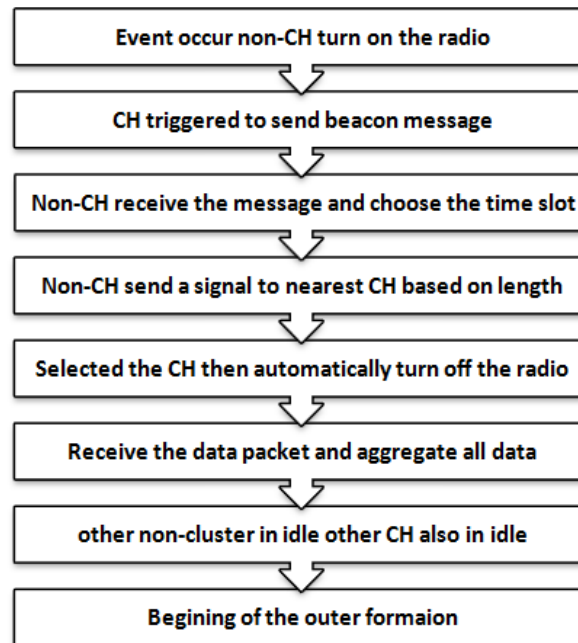 Event occur non-CH turn on the radio
CH triggered to send beacon message
Non-CH receive the message and choose the time slot
Non-CH send a signal to nearest CH based on length
Selected the CH then automatically turn off the radio
Receive the data packet and aggregate all data
other non-cluster in idle other CH also in idle
Begining of the outer formaion